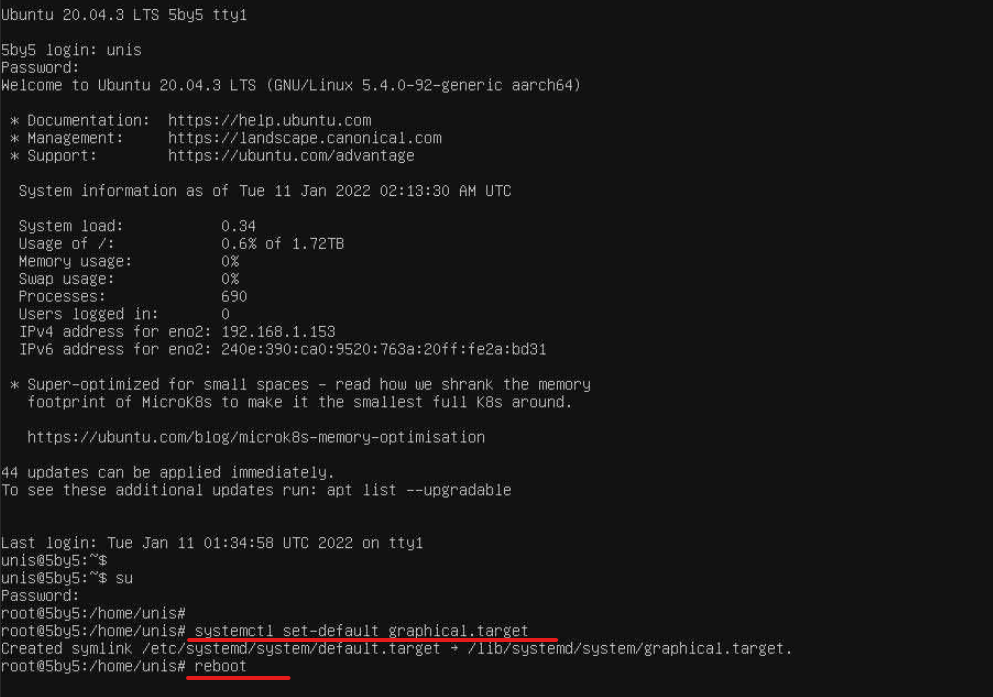 Ubuntu 20.04.3 LTS 5by5 tty1
5by5 login: unis
Password:
Welcome to Ubuntu 20.04.3 LTS (GNU/Linux 5.4.0-92-generic aarch64)
* Documentation:  https://help.ubuntu.com
* Management:     https://landscape.canonical.com
* Support:        https://ubuntu.com/advantage
System information as of Tue 11 Jan 2022 02:13:30 AM UTC
System load:           0.34
Usage of /:            0.6% of 1.72TB
Memory usage:          0%
Swap usage:            0%
Processes:             690
Users logged in:       0
IPv4 address for eno2: 192.168.1.153
IPv6 address for eno2: 240e:390:ca0:9520:763a:20ff:fe2a:bd31
* Super-optimized for small spaces - read how we shrank the memory
footprint of MicroK8s to make it the smallest full K8s around.
https://ubuntu.com/blog/microk8s-memory-optimisation
44 updates can be applied immediately.
To see these additional updates run: apt list --upgradable
Last login: Tue Jan 11 01:34:58 UTC 2022 on tty1
unis@5by5:~$
unis@5by5:~$ su
Password:
root@5by5:/home/unis#
root@5by5:/home/unis# systemctl set-default graphical.target
Created symlink /etc/systemd/system/default.target → /lib/systemd/system/graphical.target.
root@5by5:/home/unis# reboot